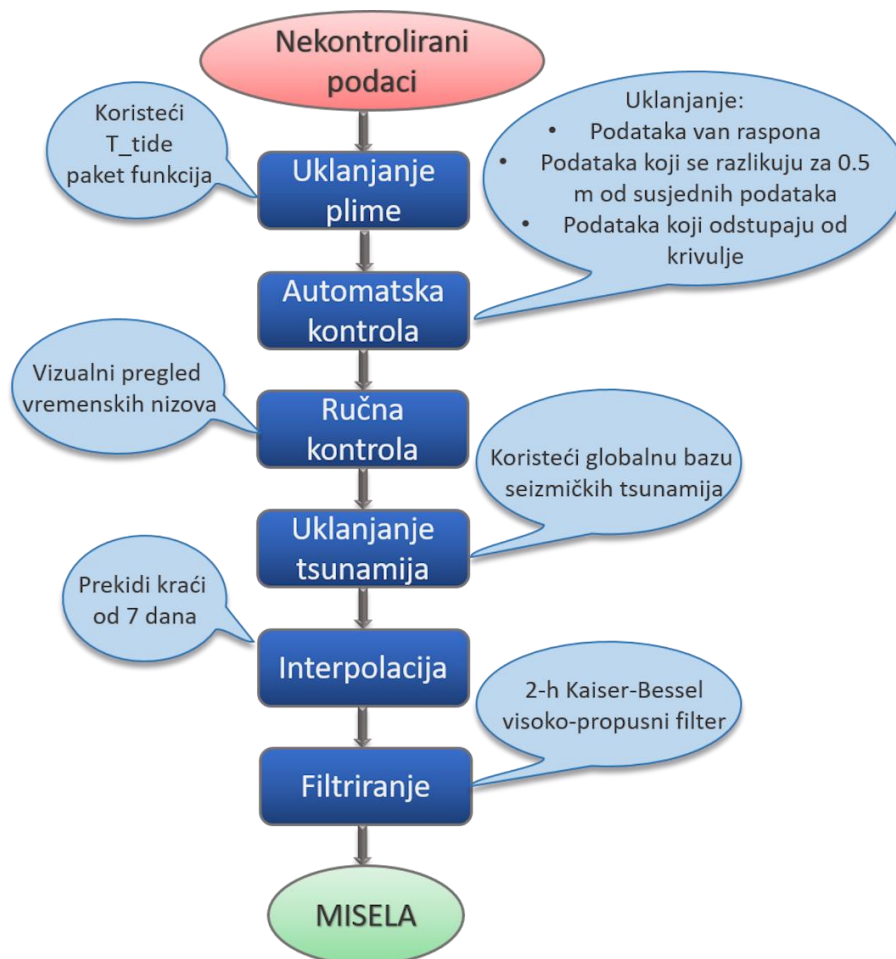 Nekontrolirani
podaci
Koristeći
T_tide
paket funkcija
Uklanjanje
plime
Uklanjanje:
• Podataka van raspona
• Podataka koji se razlikuju za 0.5
m od susjednih podataka
• Podataka koji odstupaju od
krivulje
Automatska
kontrola
Vizualni pregled
vremenskih nizova
Ručna
kontrola
Koristeći globalnu bazu
seizmičkih tsunamija
Uklanjanje
tsunamija
Prekidi kraći
od 7 dana
Interpolacija
2-h Kaiser-Bessel
visoko-propusni filter
Filtriranje
MISELA